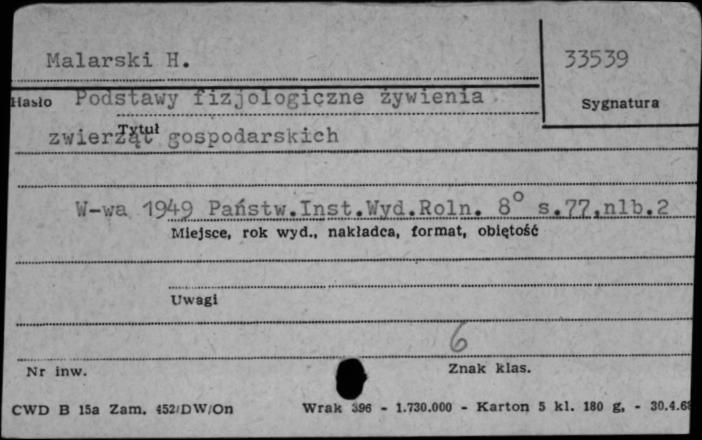 Malarski H. 33539
Hasło Podstawy fizjologiczne żywienia Sygnatura
Tytuł
zwierząt gospodarskich
W-wa 1949 Państw.Inst.Wyd.Roln. 8° s.77,nlb.2
Miejsce, rok wyd., nakładca, format, objętość
Uwagi
6
Nr inw. Znak klas.
CWD B 15a Zam. 452/DW/On Wrak 396 - 1.730.000 - Karton 5 kl. 180 g. - 30.4.68